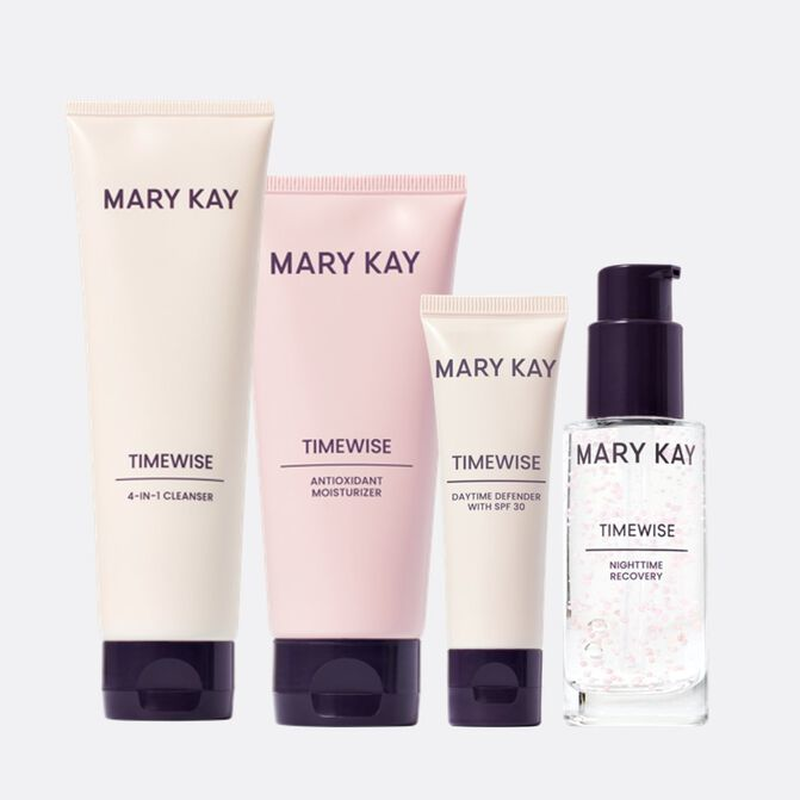 MARY KAY
TIMEWISE
4-IN-1 CLEANSER
MARY KAY
TIMEWISE
ANTIOXIDANT
MOISTURIZER
MARY KAY
TIMEWISE
DAYTIME DEFENDER
WITH SPF 30
MARY KAY
TIMEWISE
NIGHTTIME
RECOVERY